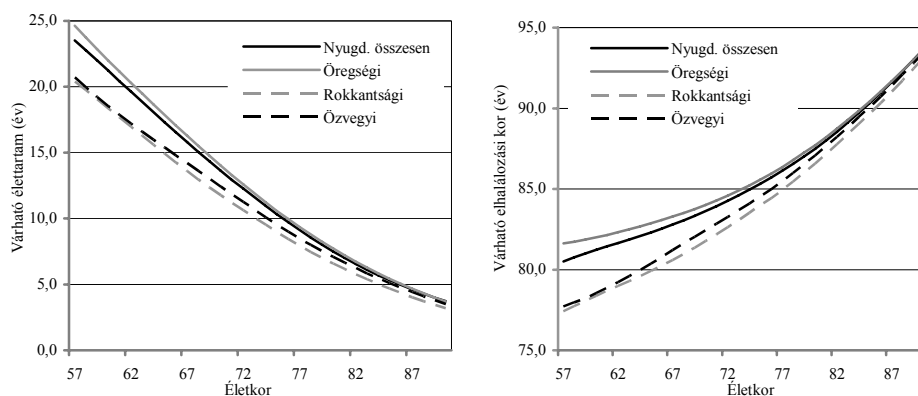 25,0
20,0
15,0
10,0
5,0
0,0
Várható élettartam (év)
Nyugd. összesen
Öregségi
Rokkantsági
Özvegyi
57 62 67 72 77 82 87
Életkor
95,0
90,0
85,0
80,0
75,0
Várható elhalálozási kor (év)
Nyugd. összesen
Öregségi
Rokkantsági
Özvegyi
57 62 67 72 77 82 87
Életkor